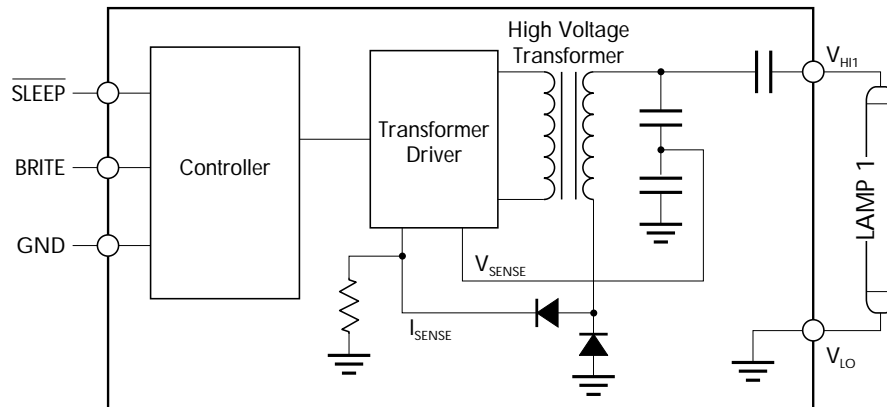 High Voltage
Transformer
SLEEP
BRITE
GND
Controller
Transformer
Driver
V_HI1
LAMP 1
V_SENSE
I_SENSE
V_LO